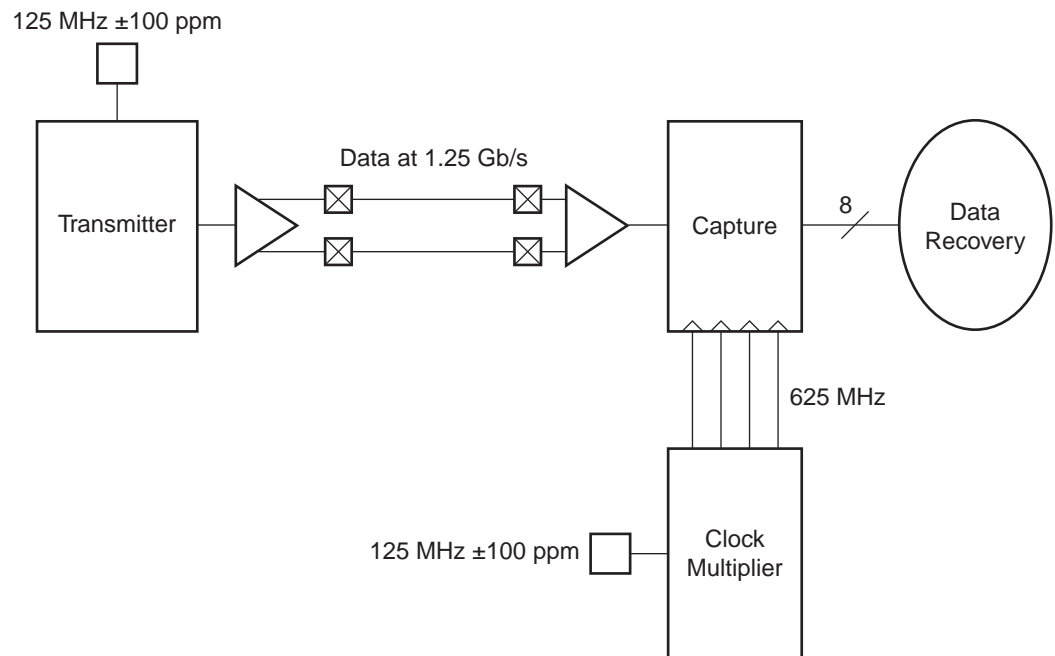 125 MHz ±100 ppm
Transmitter
Data at 1.25 Gb/s
Capture
8
Data
Recovery
625 MHz
125 MHz ±100 ppm
Clock
Multiplier